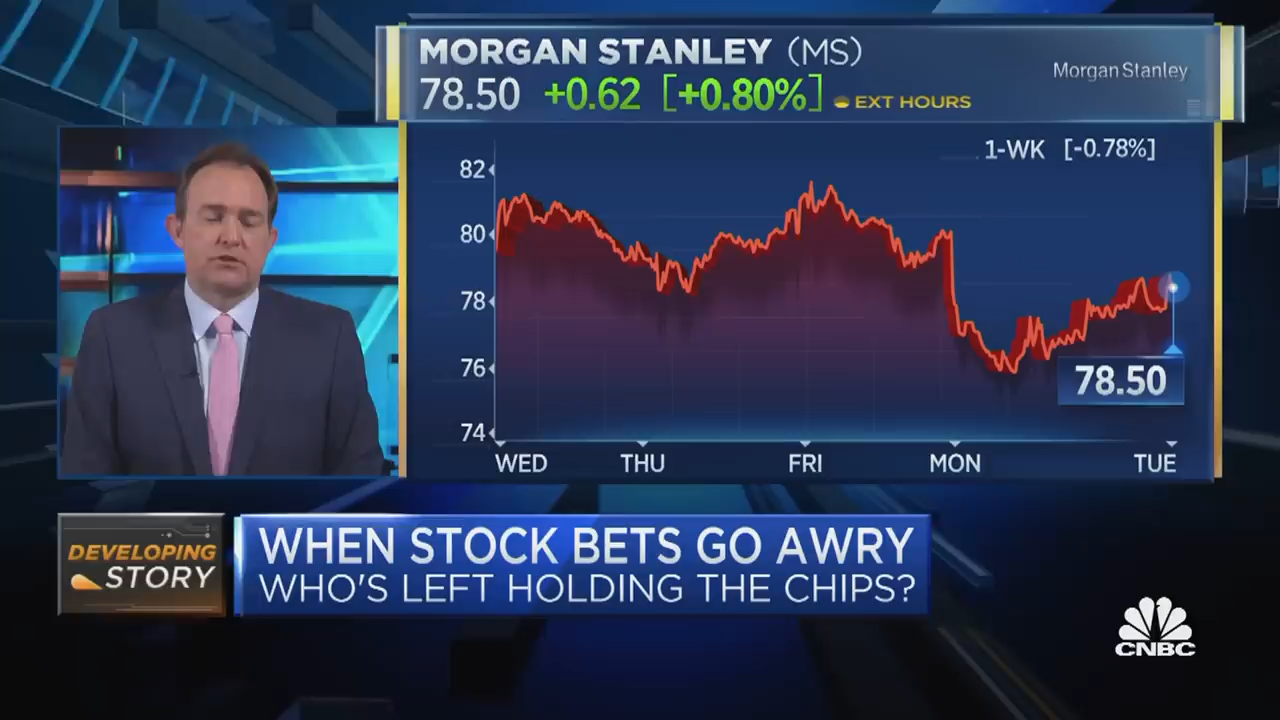 MORGAN STANLEY (MS)
78.50 +0.62 [+0.80%] EXT HOURS
Morgan Stanley
1-WK [-0.78%]
82
80
78
76
74
78.50
WED THU FRI MON TUE
DEVELOPING
STORY
WHEN STOCK BETS GO AWRY
WHO'S LEFT HOLDING THE CHIPS?
CNBC